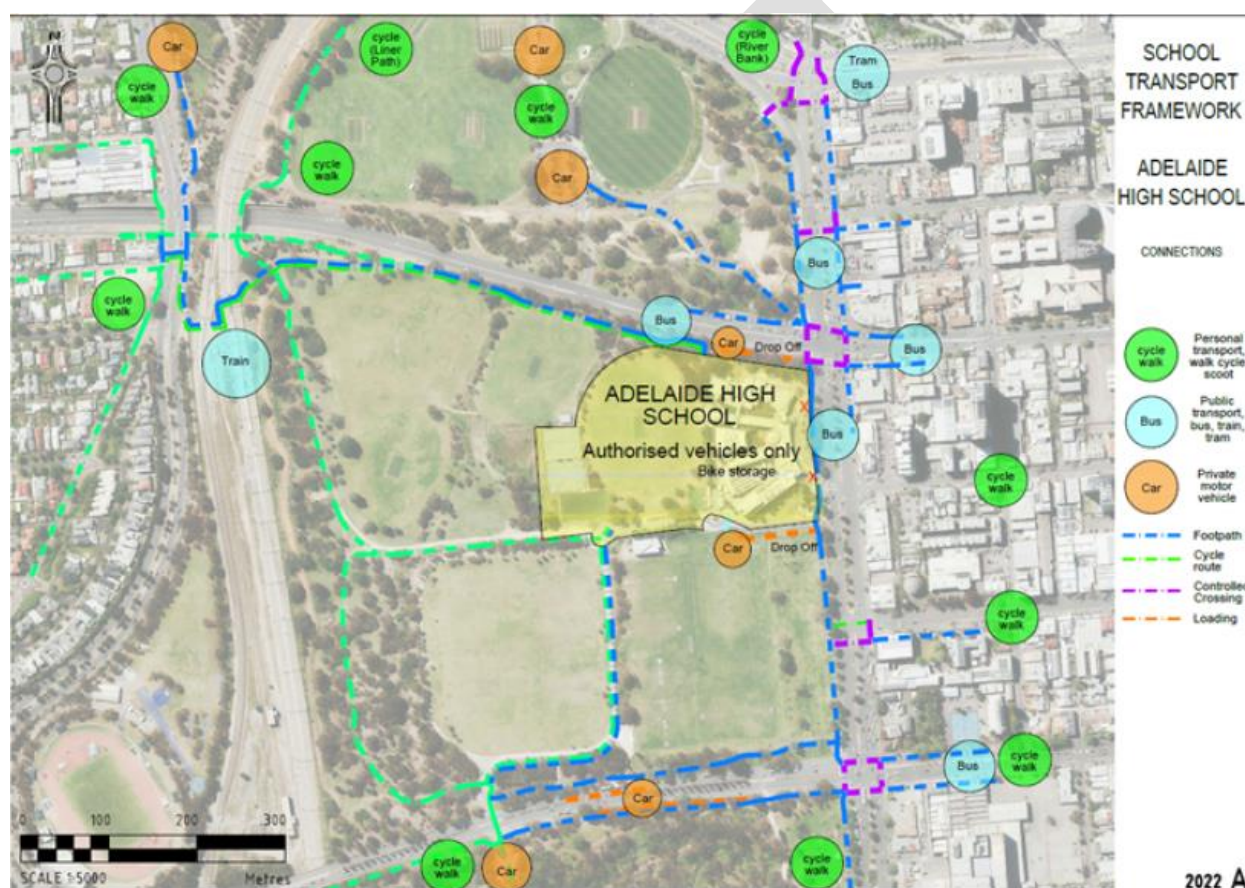 SCHOOL
TRANSPORT
FRAMEWORK
ADELAIDE
HIGH SCHOOL
CONNECTIONS
cycle
walk
Personal
transport,
walk cycle
scoot
Bus
Public
transport,
bus, train,
tram
Car
Private
motor
vehicle
Footpath
Cycle
route
Controlled
Crossing
Loading
2022 A
Car
cycle
(Liner
Path)
Car
cycle
(River
Bank)
Tram
Bus
cycle
walk
cycle
walk
cycle
walk
Car
Bus
cycle
walk
Train
Bus
Car
Drop Off
Bus
ADELAIDE HIGH
SCHOOL
Authorised vehicles only
Bike storage
X
Bus
X
cycle
walk
Car
Drop Off
cycle
walk
Bus
cycle
walk
Car
cycle
walk
Car
cycle
walk
0 100 200 300
SCALE 1:5000 Metres